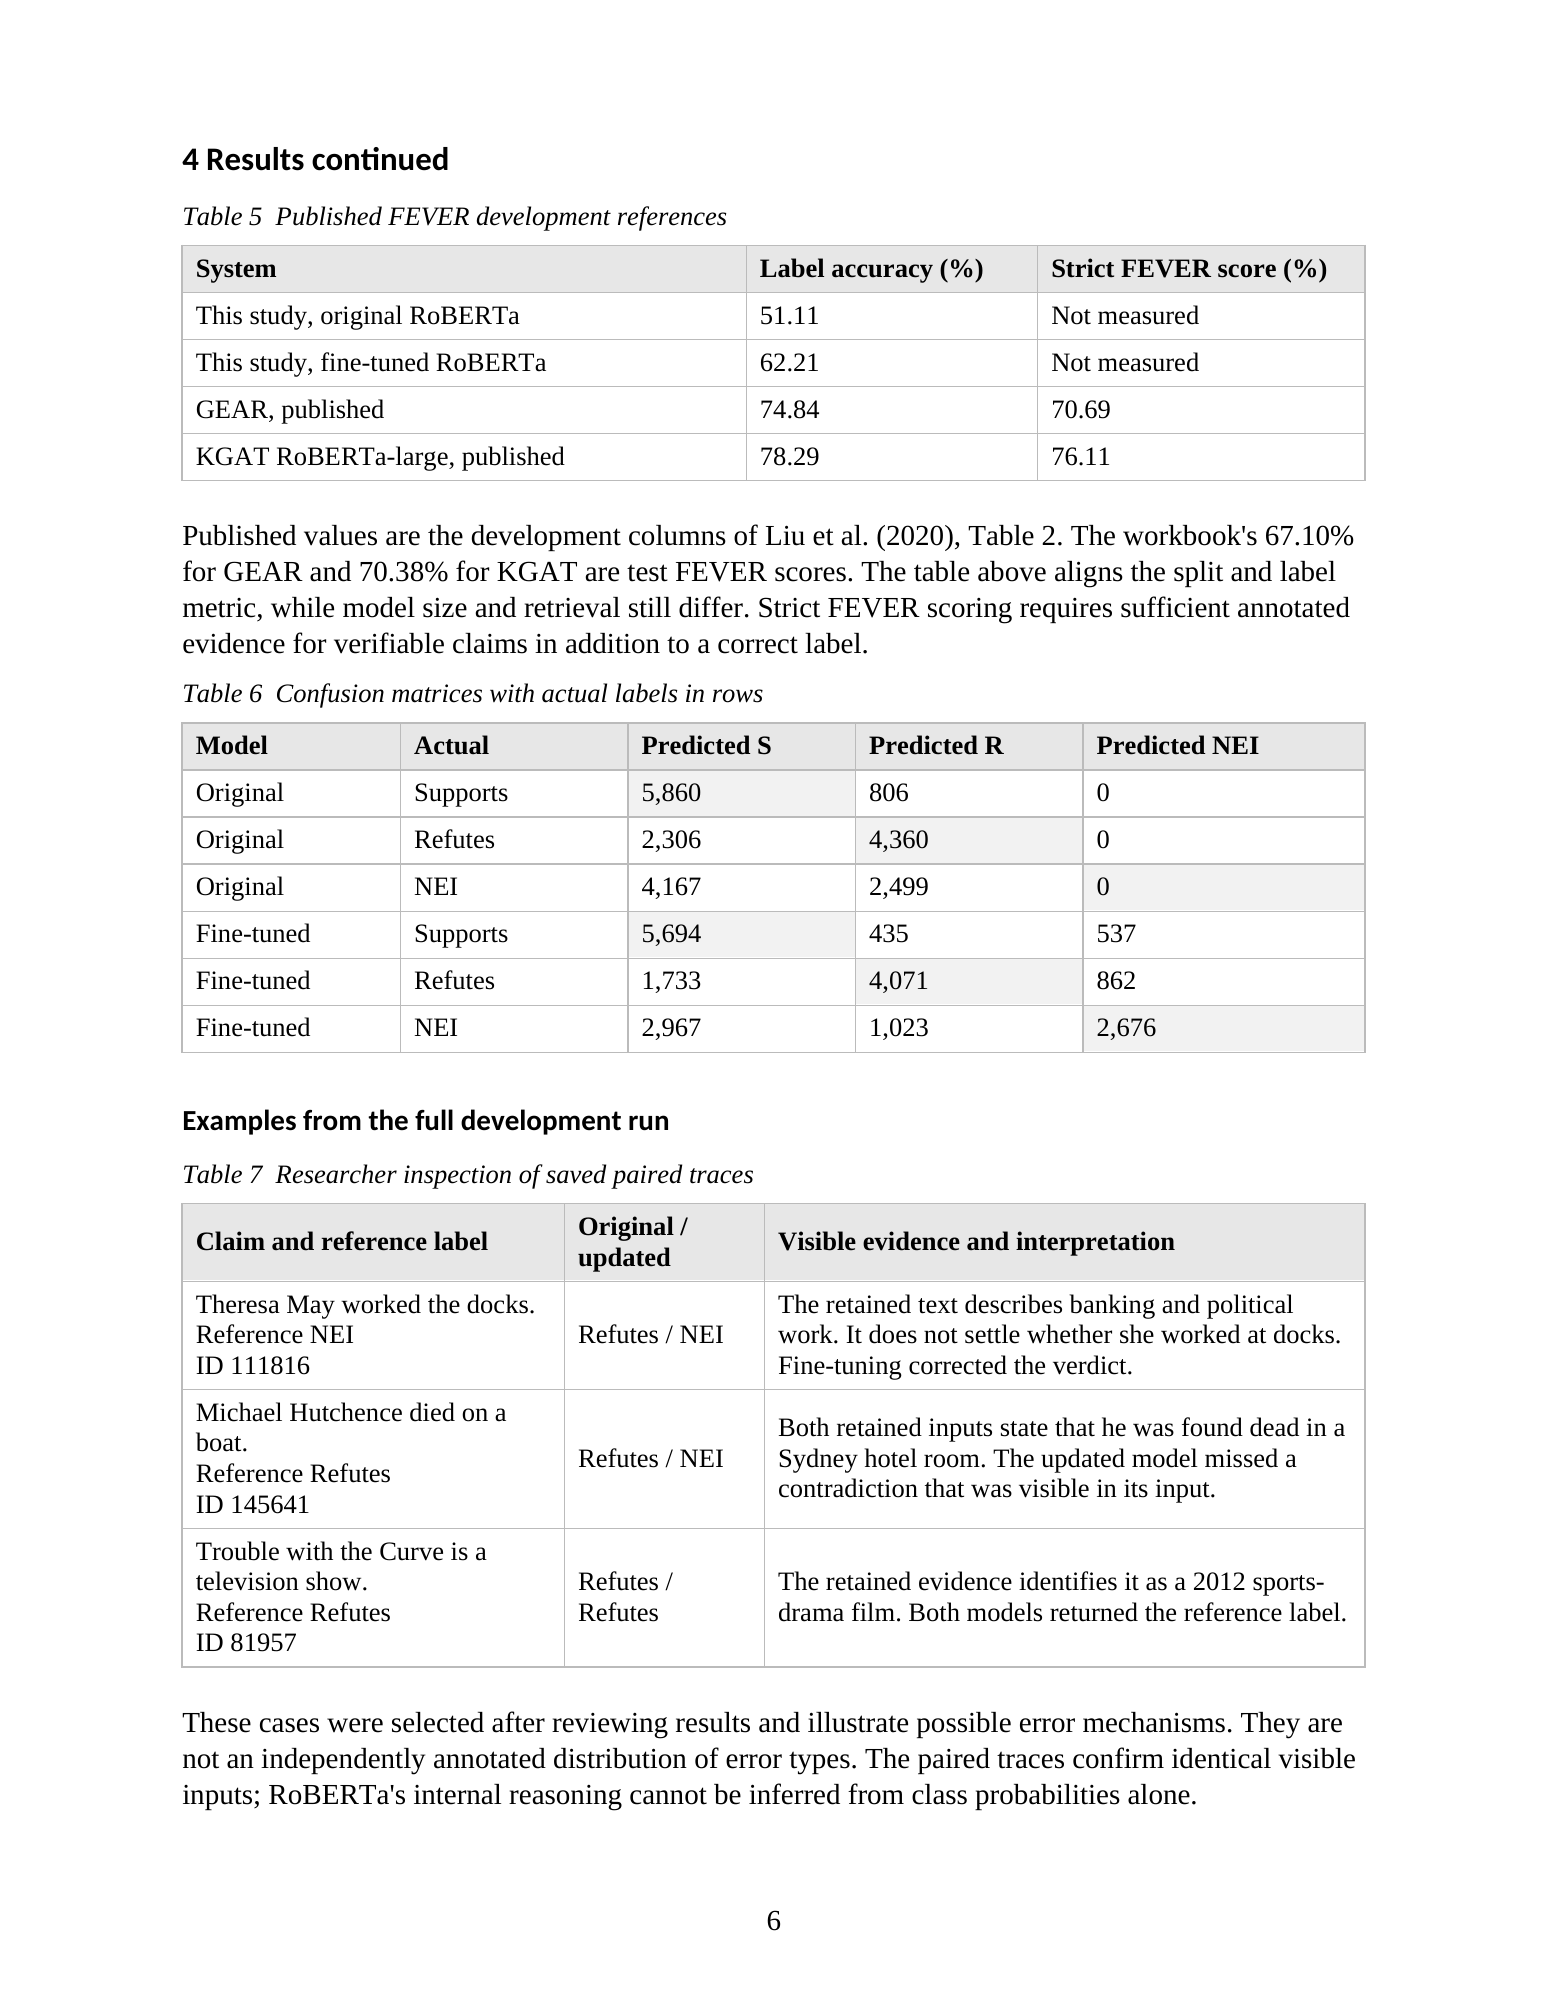 4 Results continued
Table 5 Published FEVER development references
System Label accuracy (%) Strict FEVER score (%)
This study, original RoBERTa 51.11 Not measured
This study, fine-tuned RoBERTa 62.21 Not measured
GEAR, published 74.84 70.69
KGAT RoBERTa-large, published 78.29 76.11
Published values are the development columns of Liu et al. (2020), Table 2. The workbook's 67.10%
for GEAR and 70.38% for KGAT are test FEVER scores. The table above aligns the split and label
metric, while model size and retrieval still differ. Strict FEVER scoring requires sufficient annotated
evidence for verifiable claims in addition to a correct label.
Table 6 Confusion matrices with actual labels in rows
Model Actual Predicted S Predicted R Predicted NEI
Original Supports 5,860 806 0
Original Refutes 2,306 4,360 0
Original NEI 4,167 2,499 0
Fine-tuned Supports 5,694 435 537
Fine-tuned Refutes 1,733 4,071 862
Fine-tuned NEI 2,967 1,023 2,676
Examples from the full development run
Table 7 Researcher inspection of saved paired traces
Claim and reference label
Original /
updated
Visible evidence and interpretation
Theresa May worked the docks.
Reference NEI
ID 111816
Refutes / NEI
The retained text describes banking and political
work. It does not settle whether she worked at docks.
Fine-tuning corrected the verdict.
Michael Hutchence died on a
boat.
Reference Refutes
ID 145641
Refutes / NEI
Both retained inputs state that he was found dead in a
Sydney hotel room. The updated model missed a
contradiction that was visible in its input.
Trouble with the Curve is a
television show.
Reference Refutes
ID 81957
Refutes /
Refutes
The retained evidence identifies it as a 2012 sports-
drama film. Both models returned the reference label.
These cases were selected after reviewing results and illustrate possible error mechanisms. They are
not an independently annotated distribution of error types. The paired traces confirm identical visible
inputs; RoBERTa's internal reasoning cannot be inferred from class probabilities alone.
6